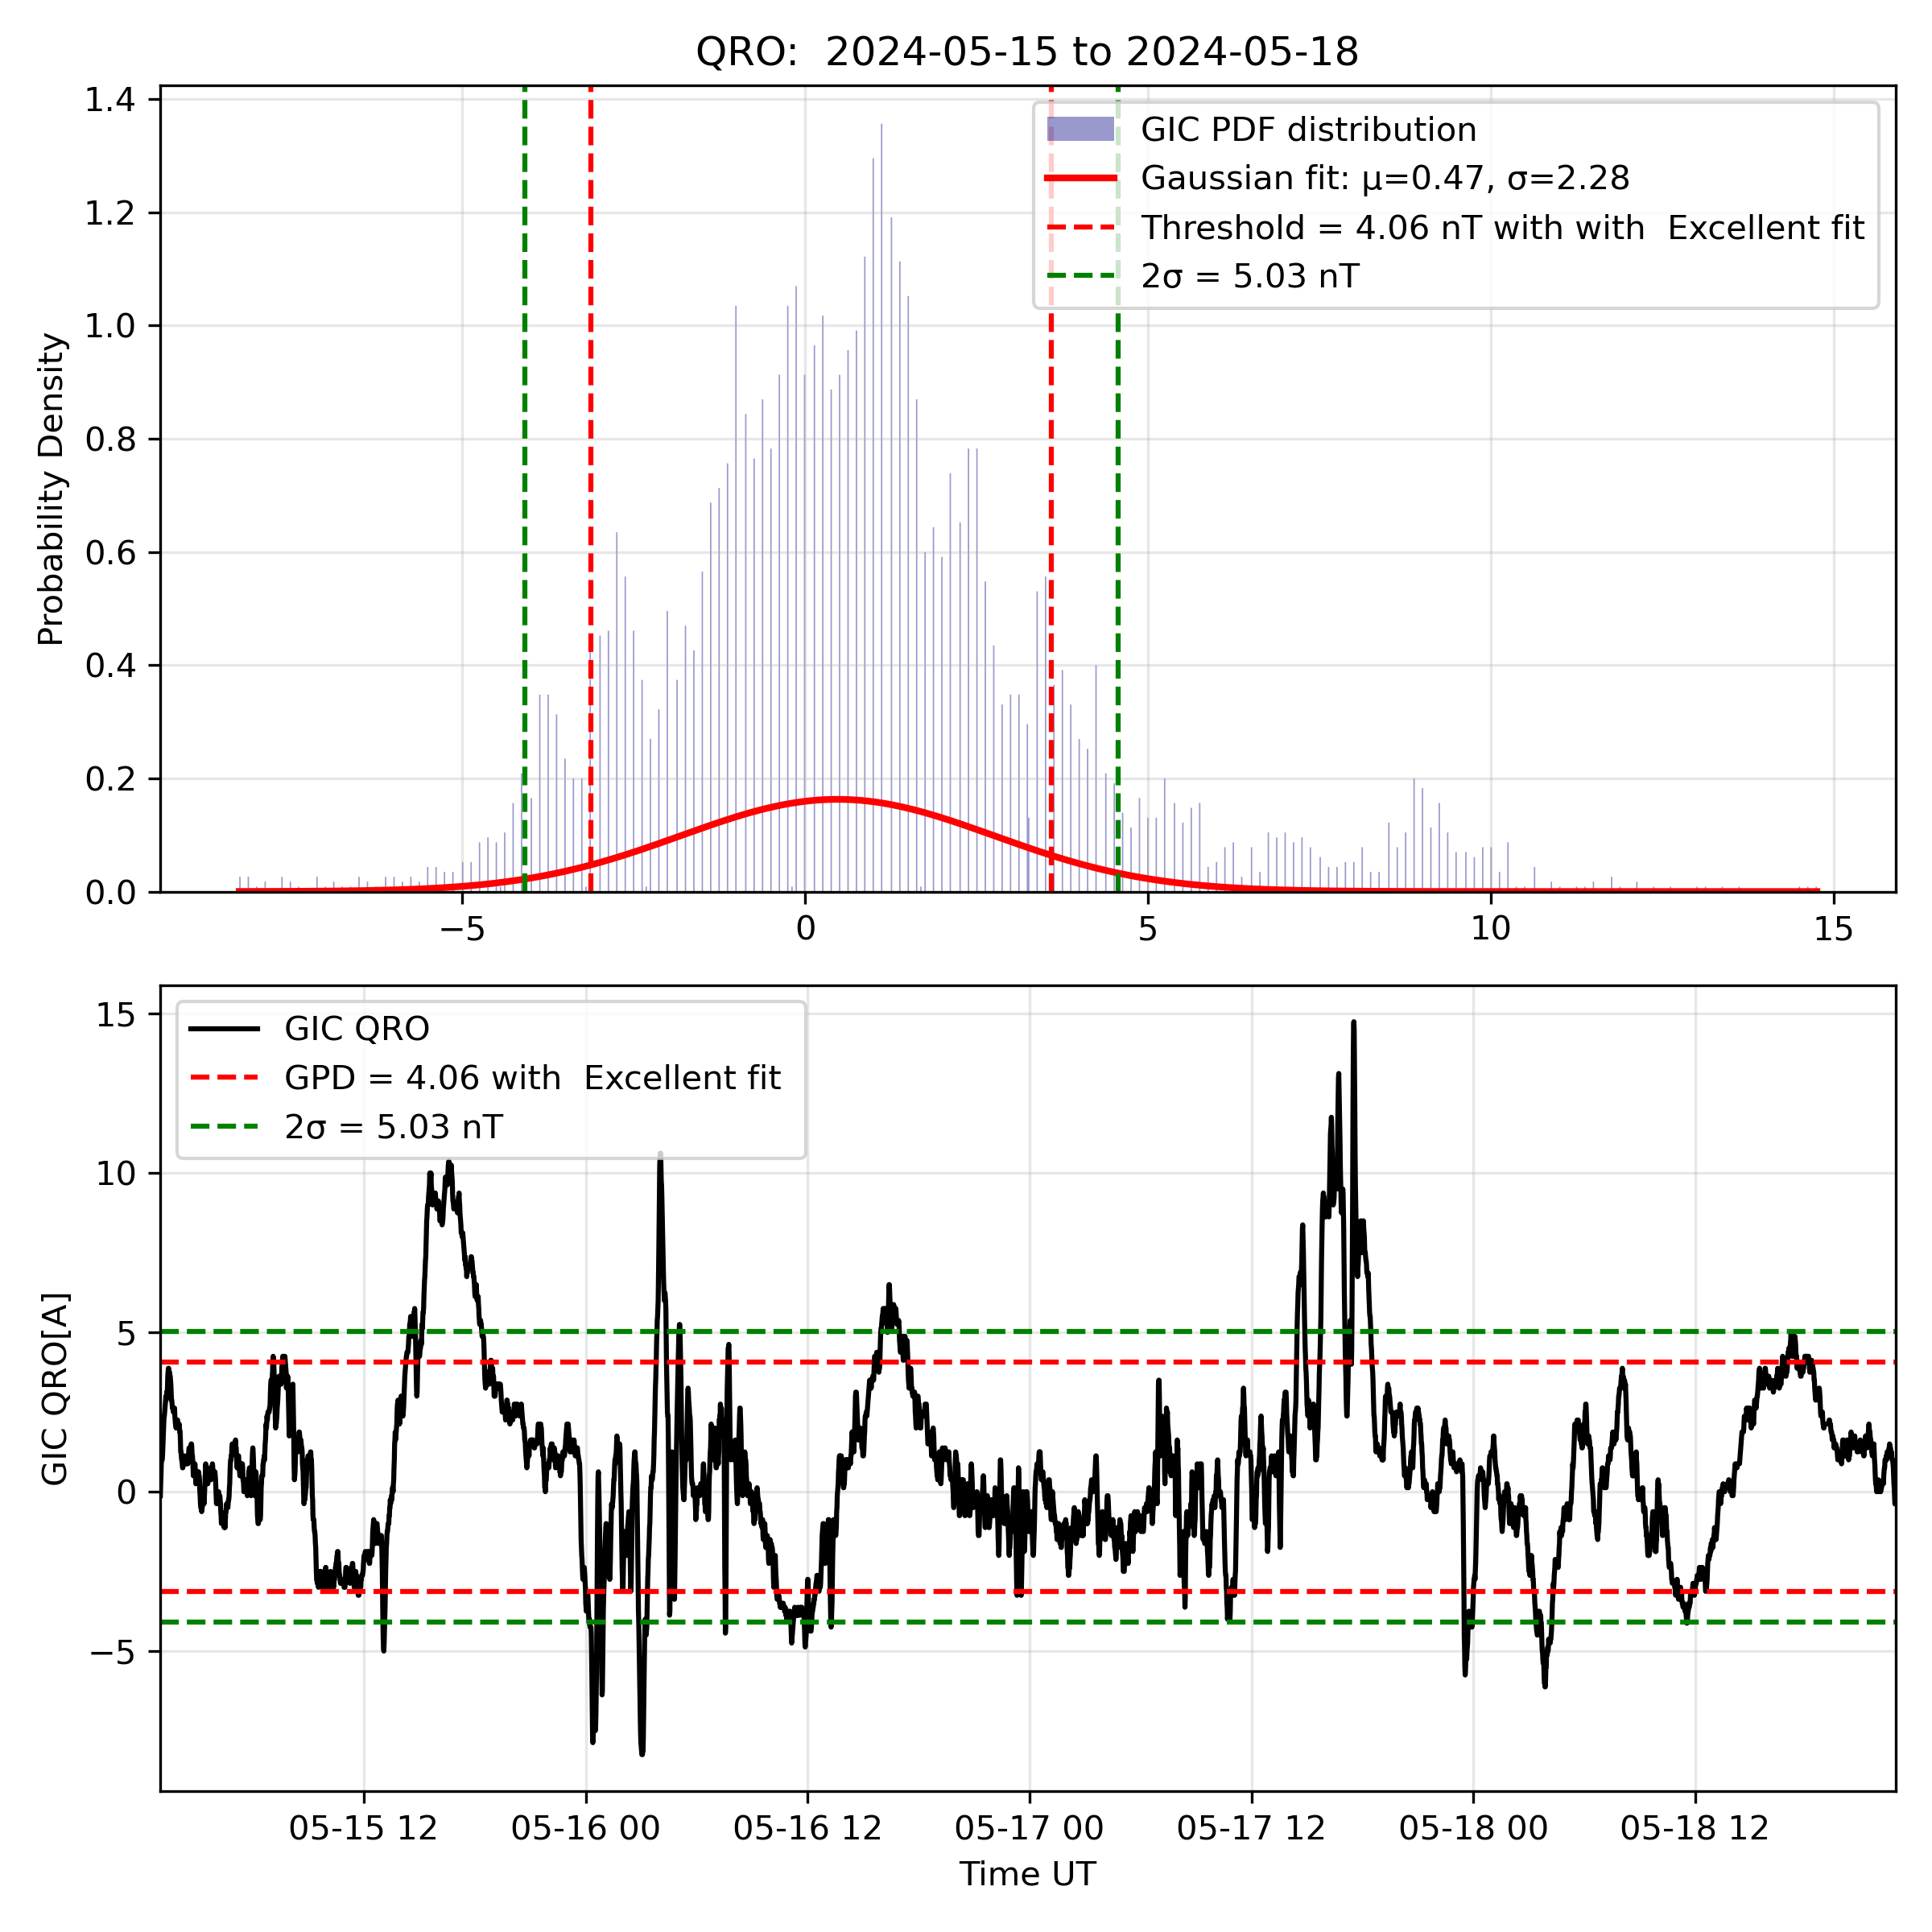 QRO:  2024-05-15 to 2024-05-18
Probability Density
1.4
1.2
1.0
0.8
0.6
0.4
0.2
0.0
GIC PDF distribution
Gaussian fit: μ=0.47, σ=2.28
Threshold = 4.06 nT with with  Excellent fit
2σ = 5.03 nT
−5 0 5 10 15
GIC QRO[A]
15
10
5
0
−5
GIC QRO
GPD = 4.06 with  Excellent fit
2σ = 5.03 nT
05-15 12 05-16 00 05-16 12 05-17 00 05-17 12 05-18 00 05-18 12
Time UT